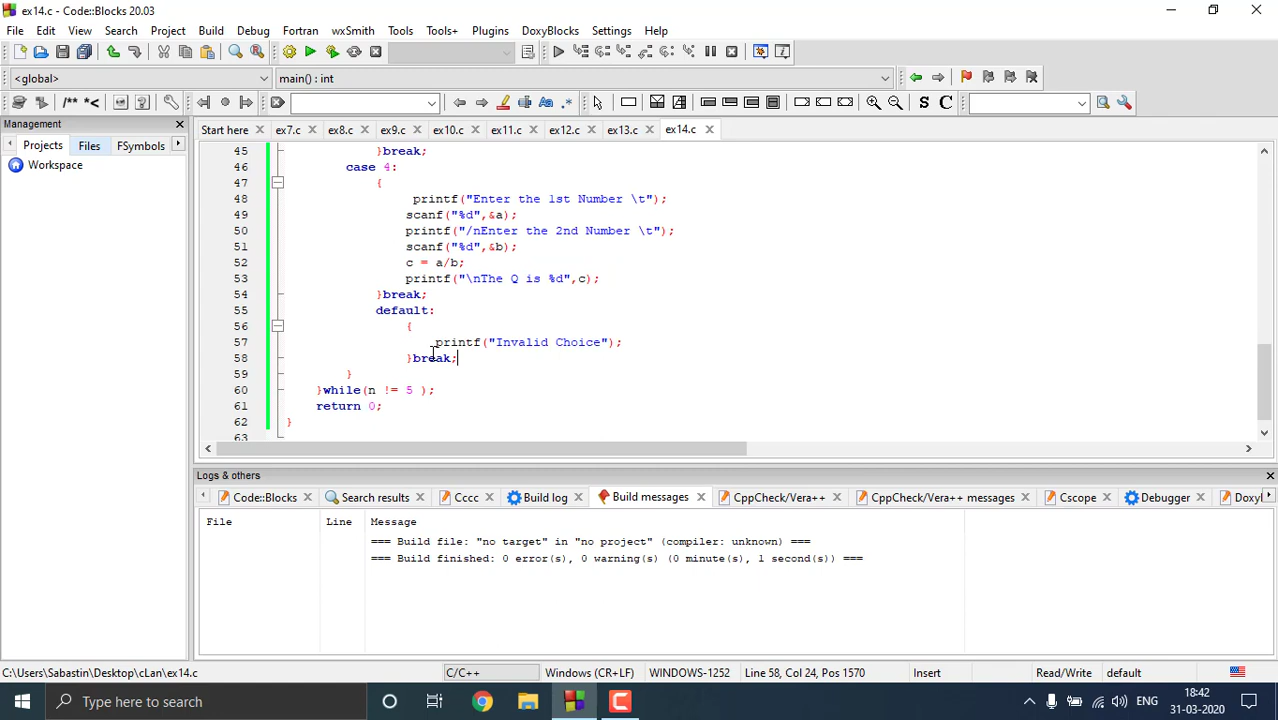 ex14.c - Code::Blocks 20.03
File Edit View Search Project Build Debug Fortran wxSmith Tools Tools+ Plugins DoxyBlocks Settings Help
<global> main() : int
/** *< Aa .* S C
Management
Projects Files FSymbols
Workspace
Start here ex7.c ex8.c ex9.c ex10.c ex11.c ex12.c ex13.c ex14.c
45 }break;
46 case 4:
47 {
48 printf("Enter the 1st Number \t");
49 scanf("%d",&a);
50 printf("/nEnter the 2nd Number \t");
51 scanf("%d",&b);
52 c = a/b;
53 printf("\nThe Q is %d",c);
54 }break;
55 default:
56 {
57 printf("Invalid Choice");
58 }break;
59 }
60 }while(n != 5 );
61 return 0;
62 }
63
Logs & others
Code::Blocks Search results Cccc Build log Build messages CppCheck/Vera++ CppCheck/Vera++ messages Cscope Debugger Doxyl
File Line Message
=== Build file: "no target" in "no project" (compiler: unknown) ===
=== Build finished: 0 error(s), 0 warning(s) (0 minute(s), 1 second(s)) ===
C:\Users\Sabastin\Desktop\cLan\ex14.c C/C++ Windows (CR+LF) WINDOWS-1252 Line 58, Col 24, Pos 1570 Insert Read/Write default
Type here to search
ENG
18:42
31-03-2020